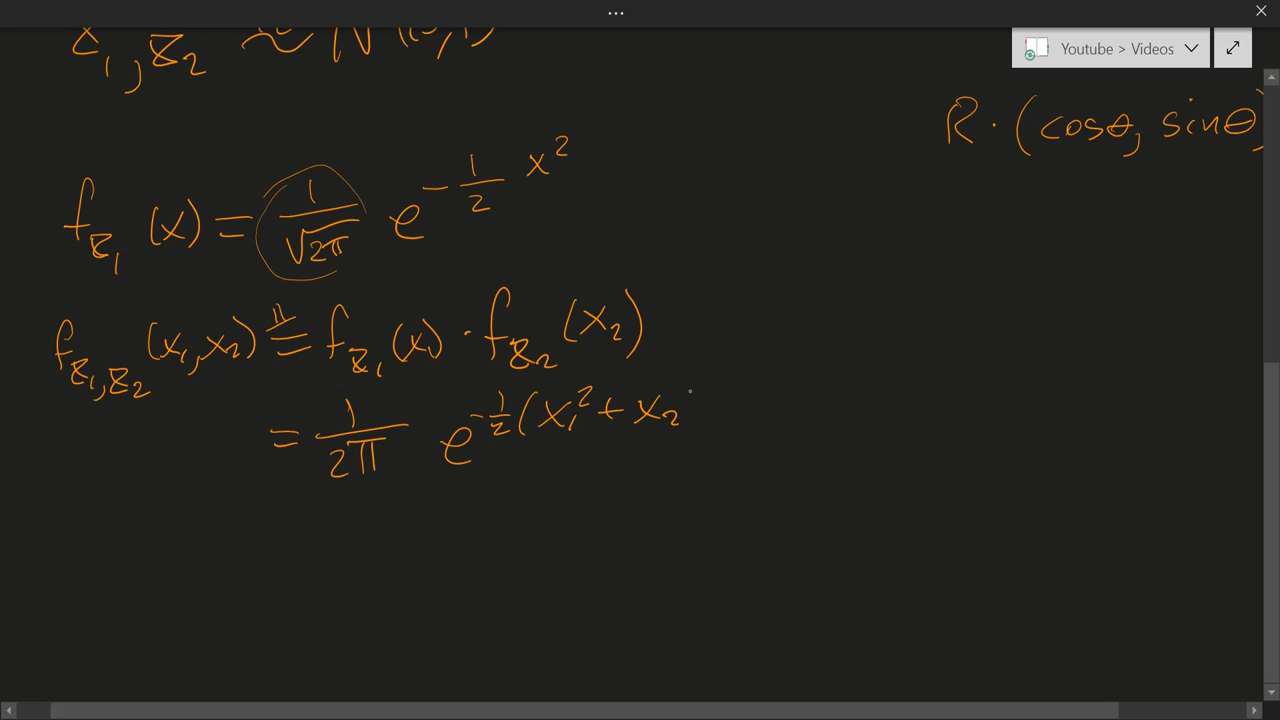 ...
Youtube > Videos
Z₁, Z₂ ~ N(0,1)
R · (cosθ, sinθ)
f_{Z₁}(x) = 1/√2π e^{-1/2 x²}
f_{Z₁,Z₂}(x₁,x₂) ⫫= f_{Z₁}(x₁) · f_{Z₂}(x₂)
= 1/2π e^{-1/2(x₁² + x₂